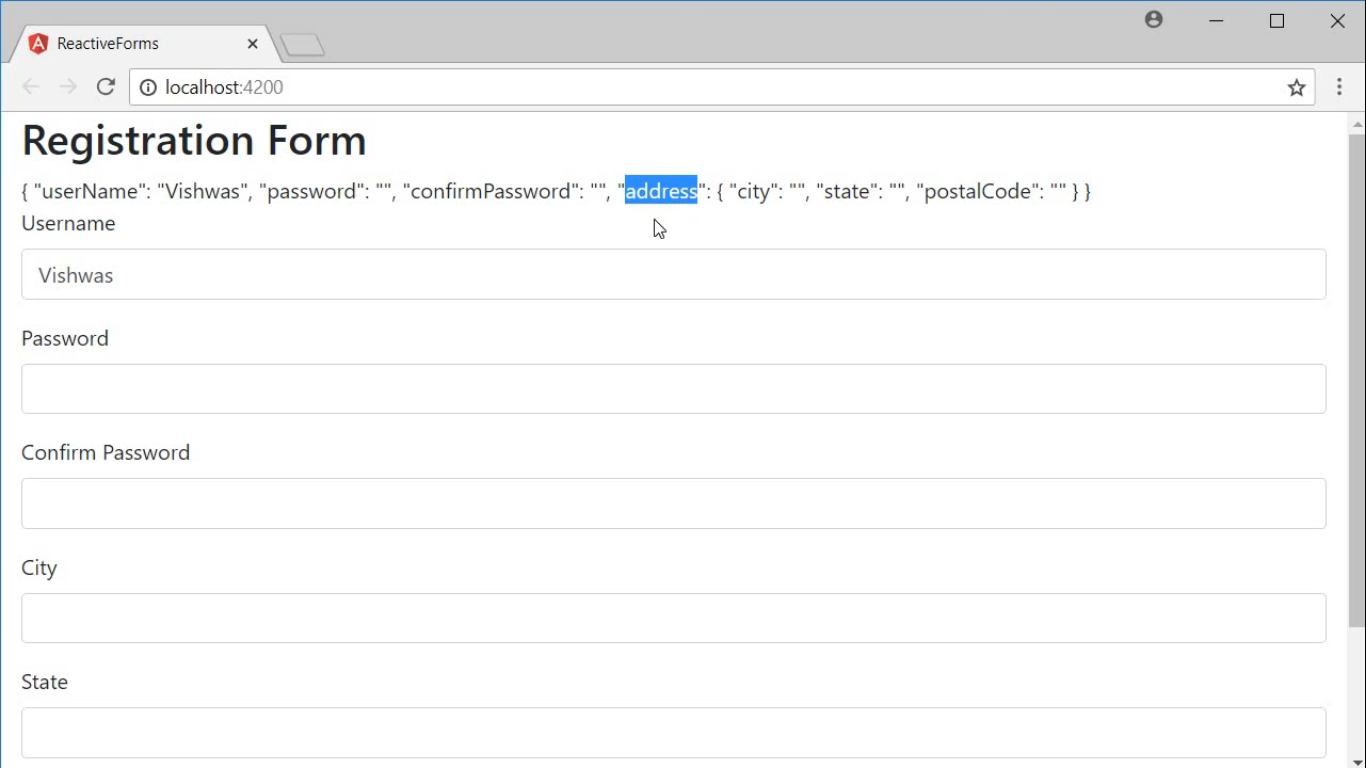 ReactiveForms
localhost:4200
Registration Form
{ "userName": "Vishwas", "password": "", "confirmPassword": "", "address": { "city": "", "state": "", "postalCode": "" } }
Username
Vishwas
Password
Confirm Password
City
State